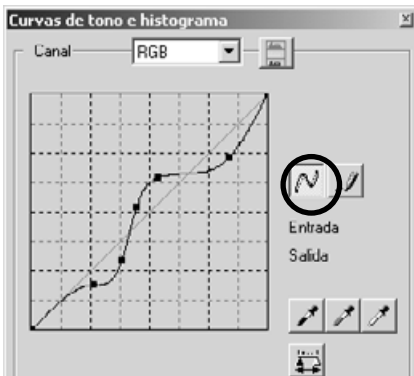 Curvas de tono e histograma
Canal
RGB
Entrada
Salida